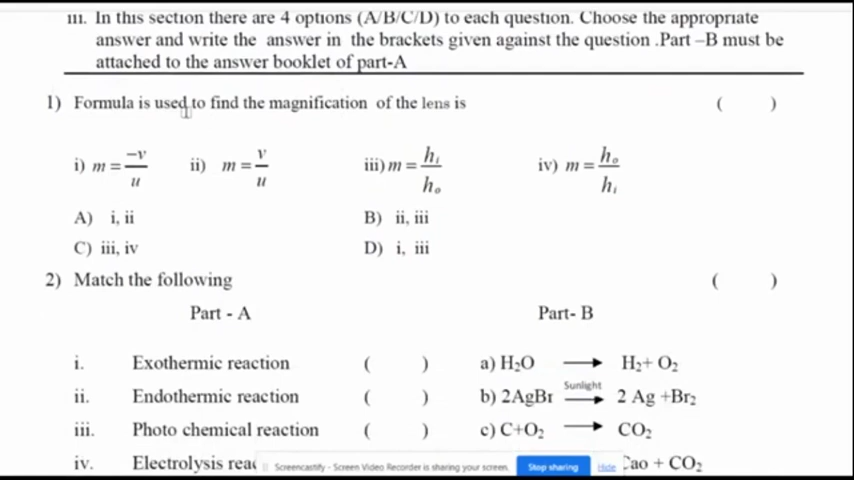 iii. In this section there are 4 options (A/B/C/D) to each question. Choose the appropriate
answer and write the answer in the brackets given against the question .Part –B must be
attached to the answer booklet of part-A
1) Formula is used to find the magnification of the lens is ( )
i) m = -v/u ii) m = v/u iii) m = hᵢ/hₒ iv) m = hₒ/hᵢ
A) i, ii B) ii, iii
C) iii, iv D) i, iii
2) Match the following ( )
Part - A Part- B
i. Exothermic reaction ( ) a) H₂O ⟶ H₂+ O₂
Sunlight
ii. Endothermic reaction ( ) b) 2AgBr ⟶ 2 Ag +Br₂
iii. Photo chemical reaction ( ) c) C+O₂ ⟶ CO₂
iv. Electrolysis + CO₂
Screencastify - Screen Video Recorder is sharing your screen. Stop sharing Hide